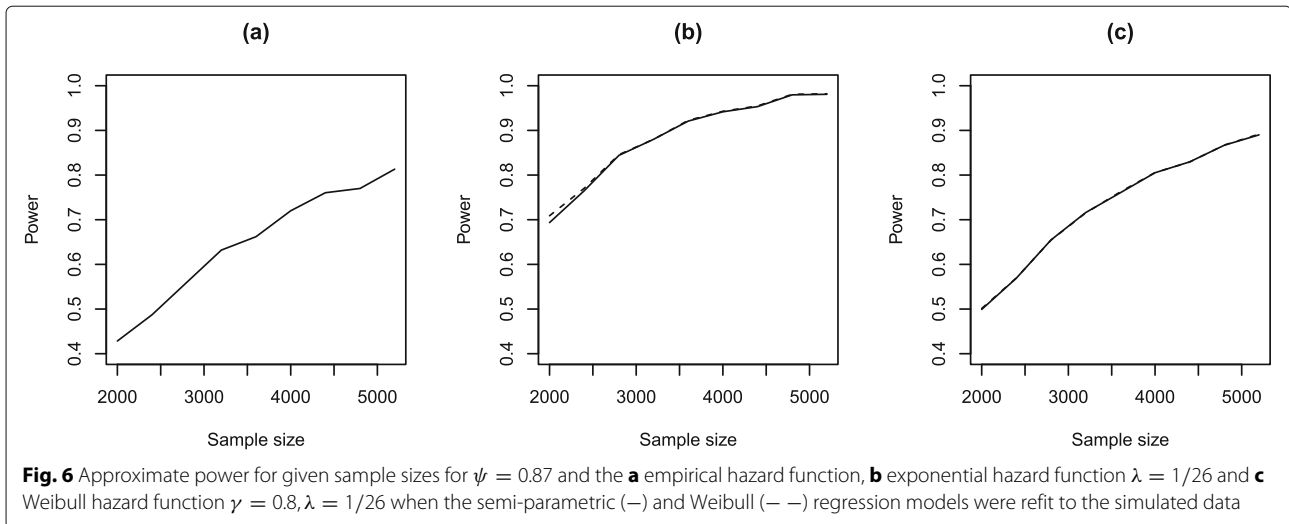 (a)
(b)
(c)
Power
1.0
0.9
0.8
0.7
0.6
0.5
0.4
2000 3000 4000 5000
Sample size
Power
1.0
0.9
0.8
0.7
0.6
0.5
0.4
2000 3000 4000 5000
Sample size
Power
1.0
0.9
0.8
0.7
0.6
0.5
0.4
2000 3000 4000 5000
Sample size
Fig. 6 Approximate power for given sample sizes for ψ = 0.87 and the a empirical hazard function, b exponential hazard function λ = 1/26 and c
Weibull hazard function γ = 0.8, λ = 1/26 when the semi-parametric (−) and Weibull (− −) regression models were refit to the simulated data